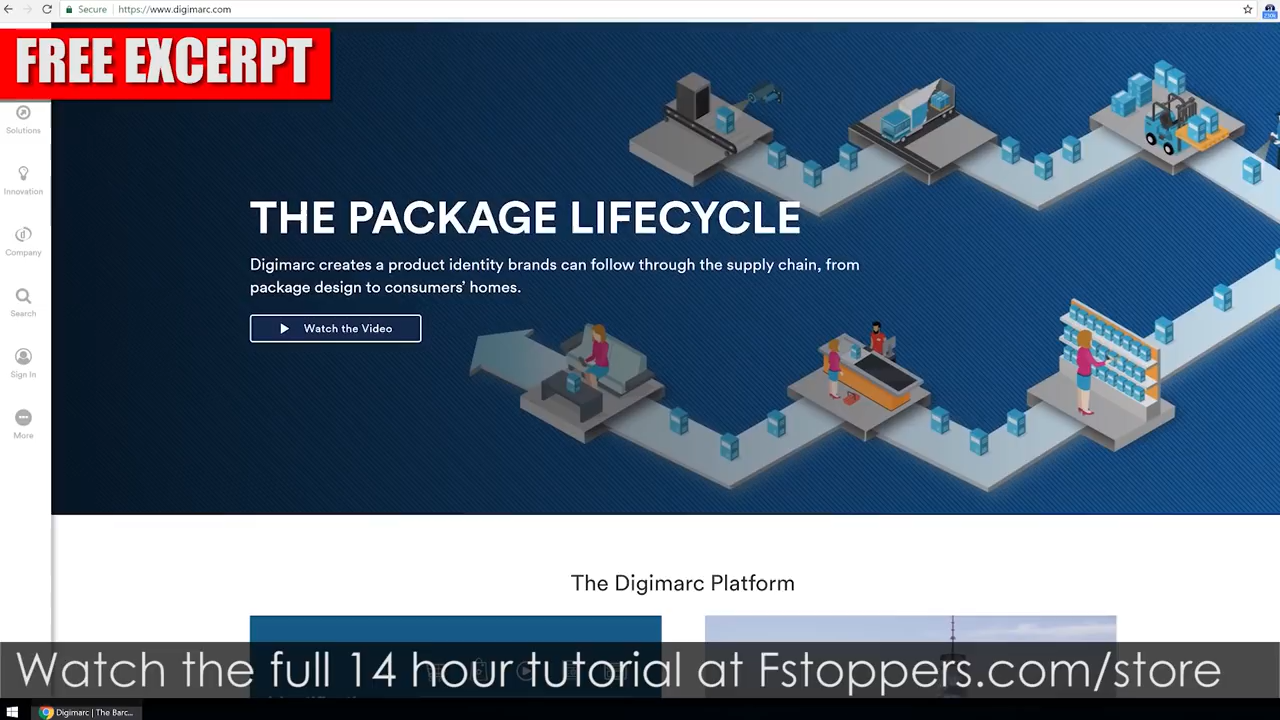 Secure
https://www.digimarc.com
FREE EXCERPT
Solutions
Innovation
Company
Search
Sign In
More
THE PACKAGE LIFECYCLE
Digimarc creates a product identity brands can follow through the supply chain, from
package design to consumers’ homes.
Watch the Video
The Digimarc Platform
Watch the full 14 hour tutorial at Fstoppers.com/store
Digimarc | The Barc...